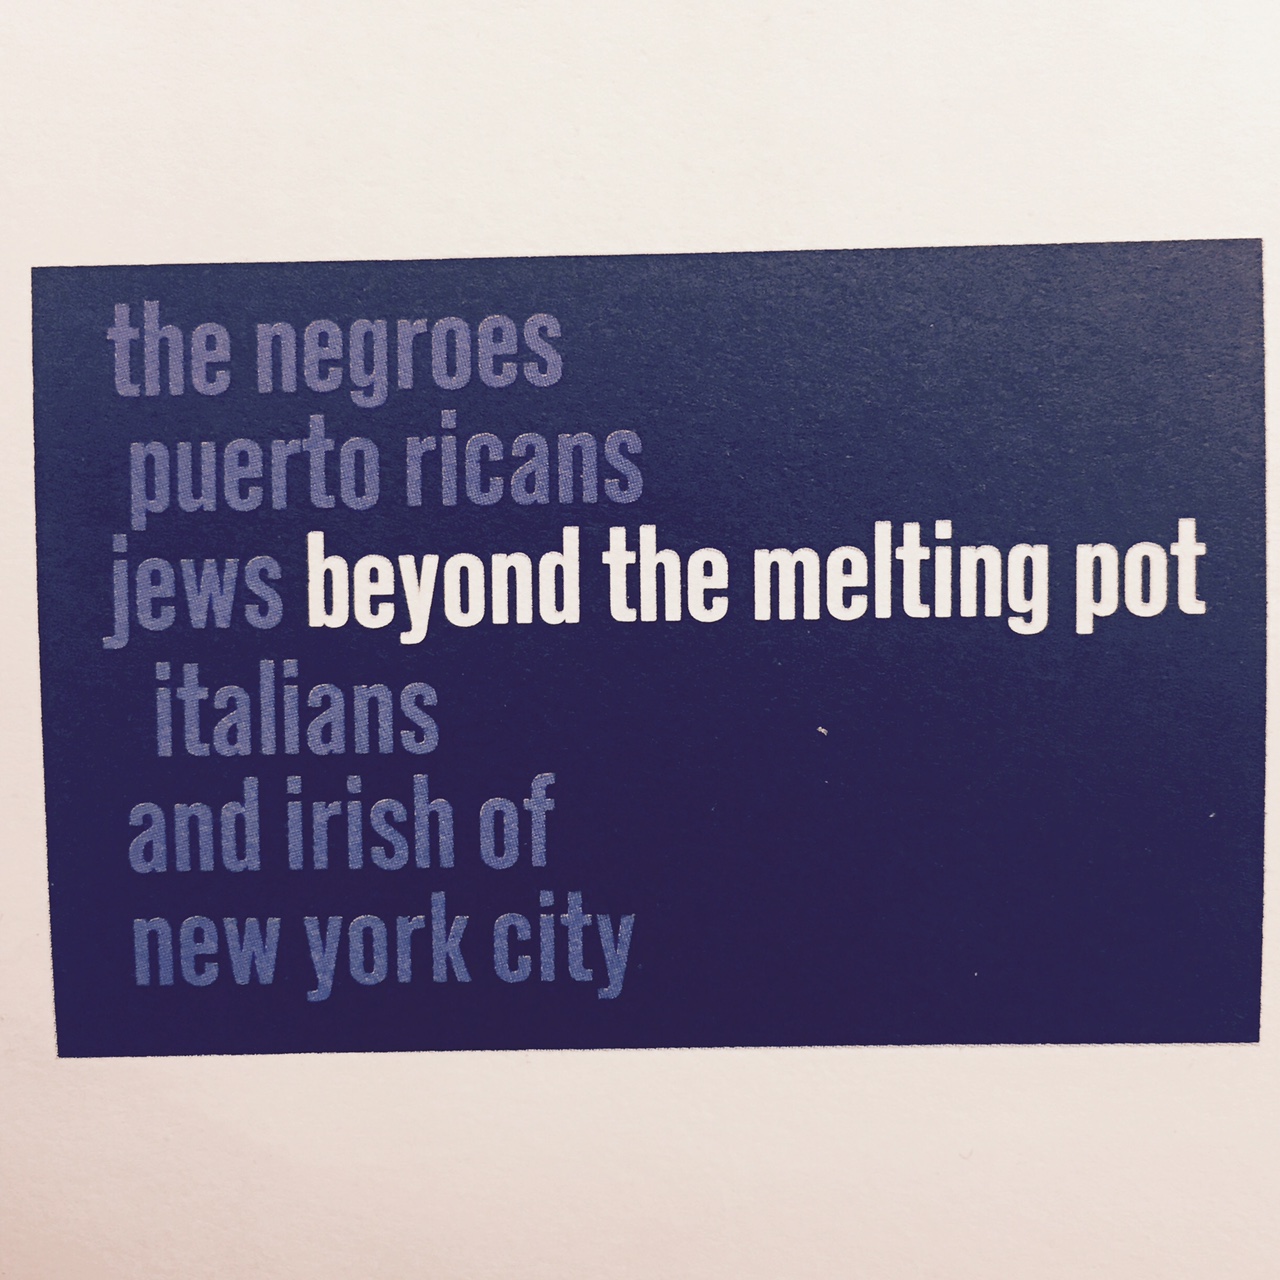 the negroes
puerto ricans
jews beyond the melting pot
italians
and irish of
new york city